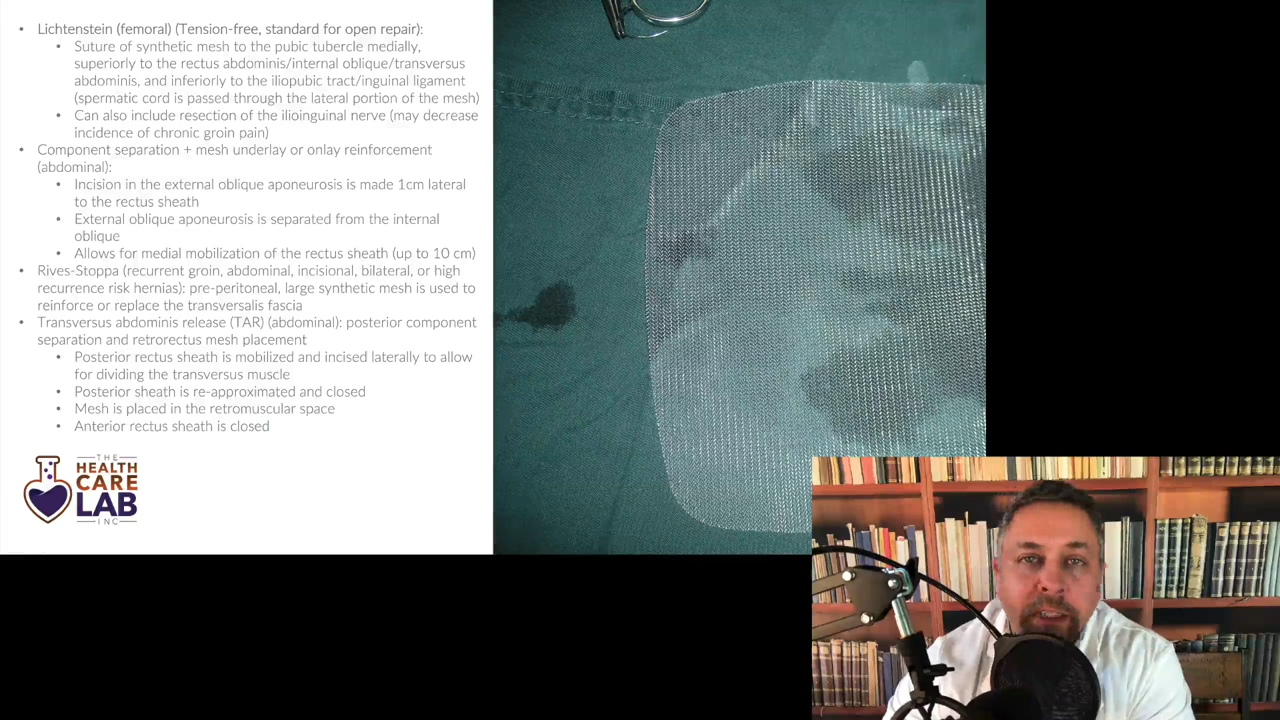 • Lichtenstein (femoral) (Tension-free, standard for open repair):
• Suture of synthetic mesh to the pubic tubercle medially,
superiorly to the rectus abdominis/internal oblique/transversus
abdominis, and inferiorly to the iliopubic tract/inguinal ligament
(spermatic cord is passed through the lateral portion of the mesh)
• Can also include resection of the ilioinguinal nerve (may decrease
incidence of chronic groin pain)
• Component separation + mesh underlay or onlay reinforcement
(abdominal):
• Incision in the external oblique aponeurosis is made 1cm lateral
to the rectus sheath
• External oblique aponeurosis is separated from the internal
oblique
• Allows for medial mobilization of the rectus sheath (up to 10 cm)
• Rives-Stoppa (recurrent groin, abdominal, incisional, bilateral, or high
recurrence risk hernias): pre-peritoneal, large synthetic mesh is used to
reinforce or replace the transversalis fascia
• Transversus abdominis release (TAR) (abdominal): posterior component
separation and retrorectus mesh placement
• Posterior rectus sheath is mobilized and incised laterally to allow
for dividing the transversus muscle
• Posterior sheath is re-approximated and closed
• Mesh is placed in the retromuscular space
• Anterior rectus sheath is closed
THE
HEALTH
CARE
LAB
INC